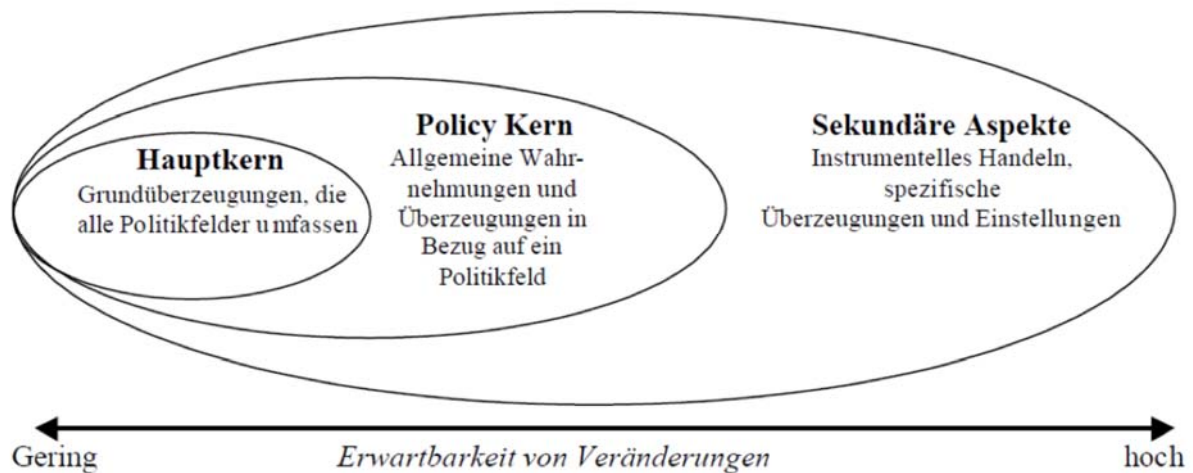 Hauptkern
Grundüberzeugungen, die
alle Politikfelder umfassen
Policy Kern
Allgemeine Wahr-
nehmungen und
Überzeugungen in
Bezug auf ein
Politikfeld
Sekundäre Aspekte
Instrumentelles Handeln,
spezifische
Überzeugungen und Einstellungen
Gering
Erwartbarkeit von Veränderungen
hoch